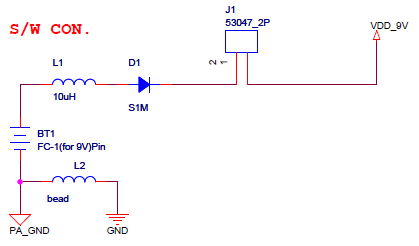 S/W CON.
J1
53047_2P
VDD_9V
2
1
L1
D1
10uH
S1M
BT1
FC-1(for 9V)Pin
L2
bead
PA_GND
GND